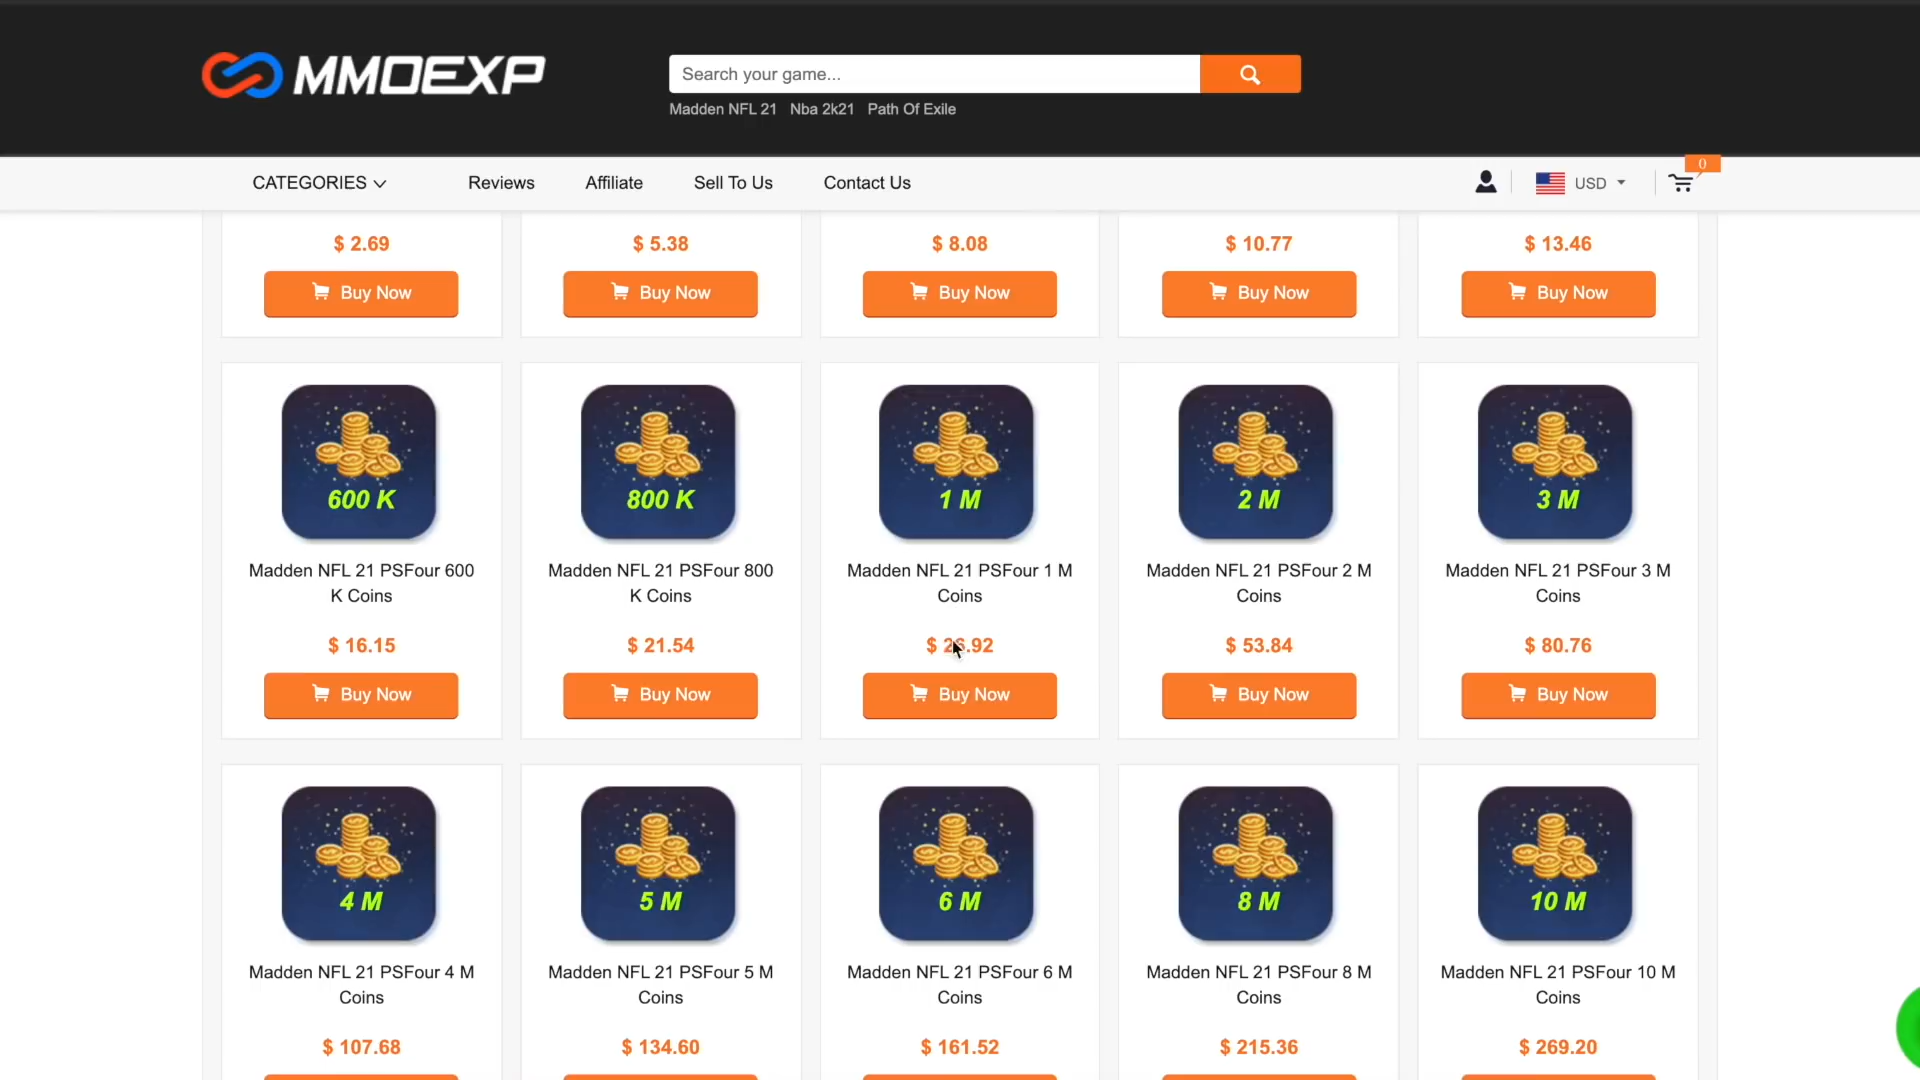 MMOEXP
Search your game...
Madden NFL 21 Nba 2k21 Path Of Exile
CATEGORIES Reviews Affiliate Sell To Us Contact Us USD 0
$ 2.69 $ 5.38 $ 8.08 $ 10.77 $ 13.46
Buy Now Buy Now Buy Now Buy Now Buy Now
600 K 800 K 1 M 2 M 3 M
Madden NFL 21 PSFour 600 Madden NFL 21 PSFour 800 Madden NFL 21 PSFour 1 M Madden NFL 21 PSFour 2 M Madden NFL 21 PSFour 3 M
K Coins K Coins Coins Coins Coins
$ 16.15 $ 21.54 $ 26.92 $ 53.84 $ 80.76
Buy Now Buy Now Buy Now Buy Now Buy Now
4 M 5 M 6 M 8 M 10 M
Madden NFL 21 PSFour 4 M Madden NFL 21 PSFour 5 M Madden NFL 21 PSFour 6 M Madden NFL 21 PSFour 8 M Madden NFL 21 PSFour 10 M
Coins Coins Coins Coins Coins
$ 107.68 $ 134.60 $ 161.52 $ 215.36 $ 269.20